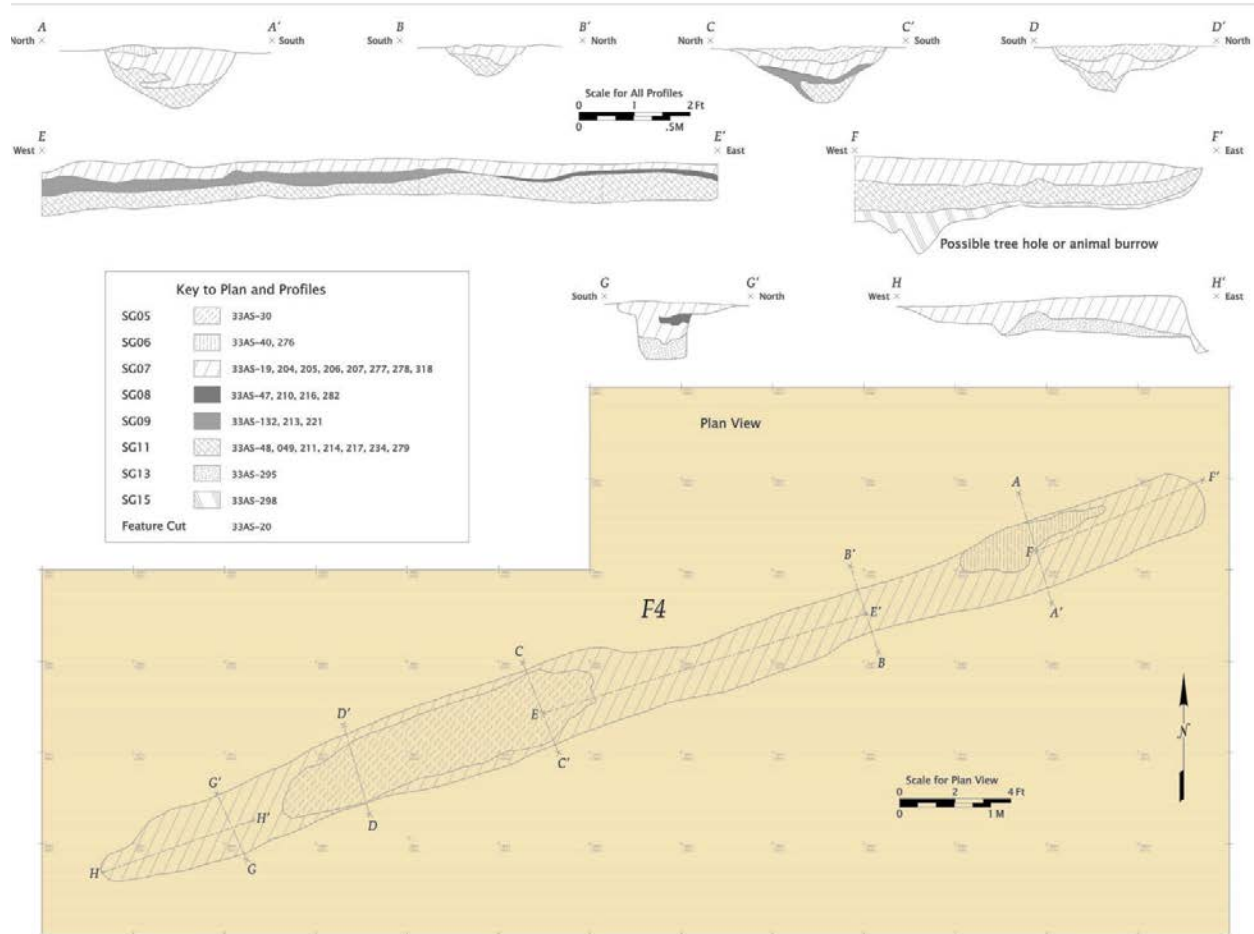 A A′ B B′ C C′ D D′
North × × South South × × North North × × South South × × North
Scale for All Profiles
0 1 2 Ft
0 .5M
E E′ F F′
West × × East West × × East
Possible tree hole or animal burrow
G G′ H H′
South × × North West × × East
Key to Plan and Profiles
SG05 33AS–30
SG06 33AS–40, 276
SG07 33AS–19, 204, 205, 206, 207, 277, 278, 318
SG08 33AS–47, 210, 216, 282
SG09 33AS–132, 213, 221
SG11 33AS–48, 049, 211, 214, 217, 234, 279
SG13 33AS–295
SG15 33AS–298
Feature Cut 33AS–20
Plan View
F′
A
F
B′
A′
F4
E′
C
B
E
D′
C′
N
G′
Scale for Plan View
0 2 4 Ft
0 1 M
H′
D
G
H